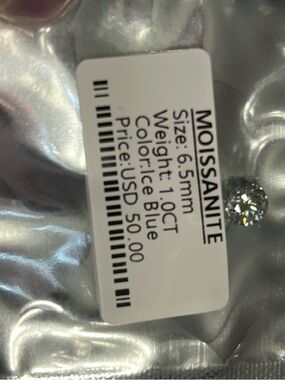 MOISSANITE
Size: 6.5mm
Weight: 1.0CT
Color:Ice Blue
Price:USD 50.00